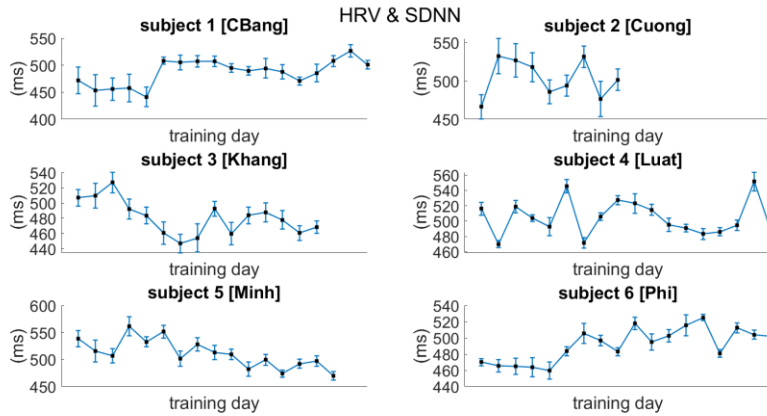 HRV & SDNN
subject 1 [CBang]
550
500
450
400
(ms)
training day
subject 2 [Cuong]
550
500
450
(ms)
training day
subject 3 [Khang]
540
520
500
480
460
440
(ms)
training day
subject 4 [Luat]
560
540
520
500
480
460
(ms)
training day
subject 5 [Minh]
600
550
500
450
(ms)
training day
subject 6 [Phi]
540
520
500
480
460
440
(ms)
training day